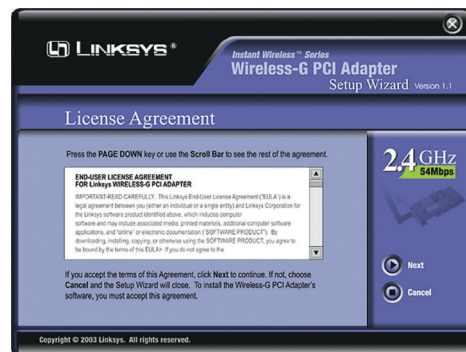 LINKSYS®
Instant Wireless™ Series
Wireless-G PCI Adapter
Setup Wizard Version 1.1
License Agreement
Press the PAGE DOWN key or use the Scroll Bar to see the rest of the agreement.
END-USER LICENSE AGREEMENT
FOR Linksys WIRELESS-G PCI ADAPTER
IMPORTANT-READ CAREFULLY. This Linksys End-User License Agreement ("EULA") is a
legal agreement between you (either an individual or a single entity) and Linksys Corporation for
the Linksys software product identified above, which includes computer
software and may include associated media, printed materials, additional computer software
applications, and "online" or electronic documentation ("SOFTWARE PRODUCT"). By
downloading, installing, copying, or otherwise using the SOFTWARE PRODUCT, you agree to
be bound by the terms of this EULA> If you do not agree to the
If you accept the terms of this Agreement, click Next to continue. If not, choose
Cancel and the Setup Wizard will close. To install the Wireless-G PCI Adapter's
software, you must accept this agreement.
2.4 GHz
54Mbps
Next
Cancel
Copyright © 2003 Linksys. All rights reserved.